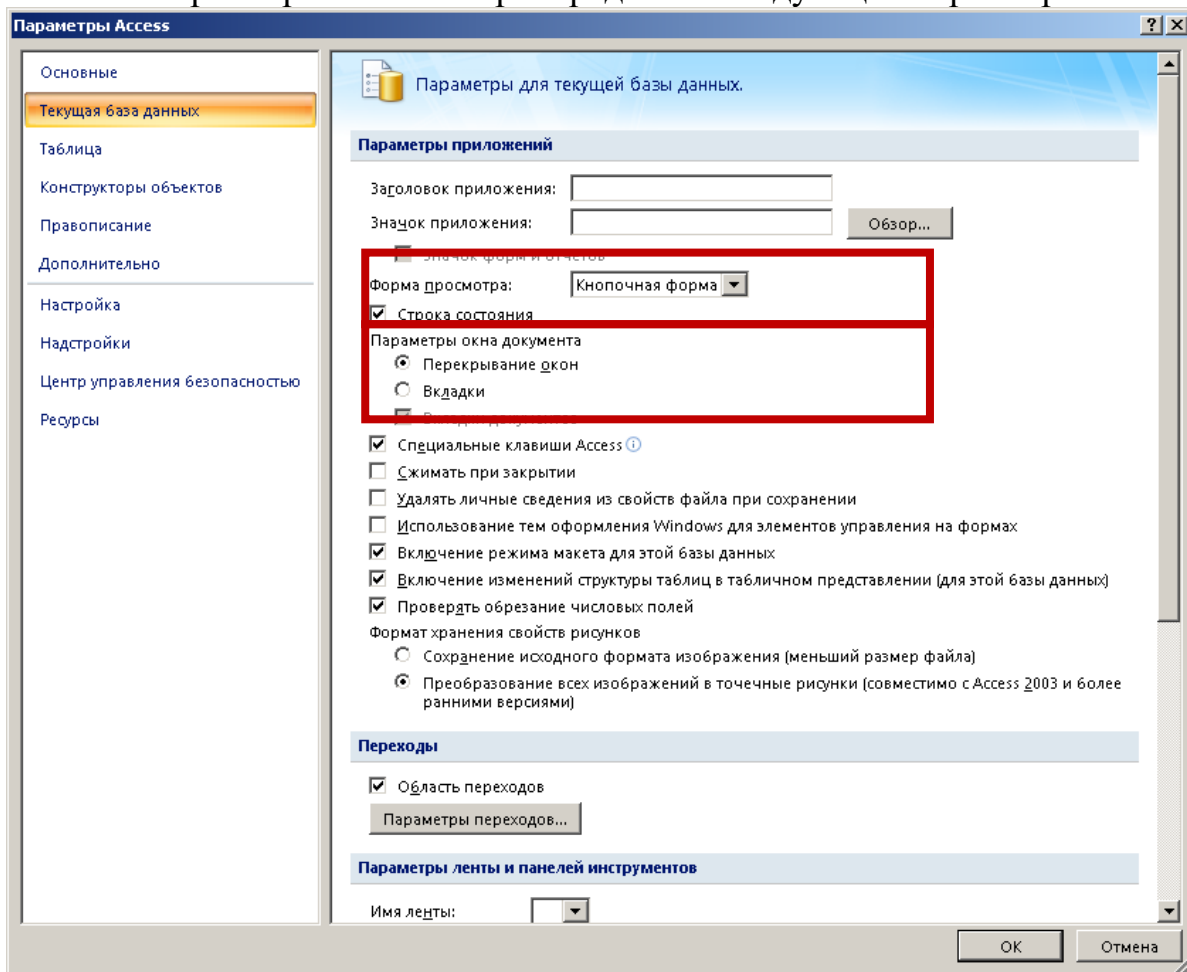 Параметры Access
Основные
Текущая база данных
Таблица
Конструкторы объектов
Правописание
Дополнительно
Настройка
Надстройки
Центр управления безопасностью
Ресурсы
Параметры для текущей базы данных.
Параметры приложений
Заголовок приложения:
Значок приложения:
Обзор...
Значок форм и отчетов
Форма просмотра:
Кнопочная форма
Строка состояния
Параметры окна документа
Перекрывание окон
Вкладки
Вкладки документов
Специальные клавиши Access
Сжимать при закрытии
Удалять личные сведения из свойств файла при сохранении
Использование тем оформления Windows для элементов управления на формах
Включение режима макета для этой базы данных
Включение изменений структуры таблиц в табличном представлении (для этой базы данных)
Проверять обрезание числовых полей
Формат хранения свойств рисунков
Сохранение исходного формата изображения (меньший размер файла)
Преобразование всех изображений в точечные рисунки (совместимо с Access 2003 и более
ранними версиями)
Переходы
Область переходов
Параметры переходов...
Параметры ленты и панелей инструментов
Имя ленты:
ОК
Отмена